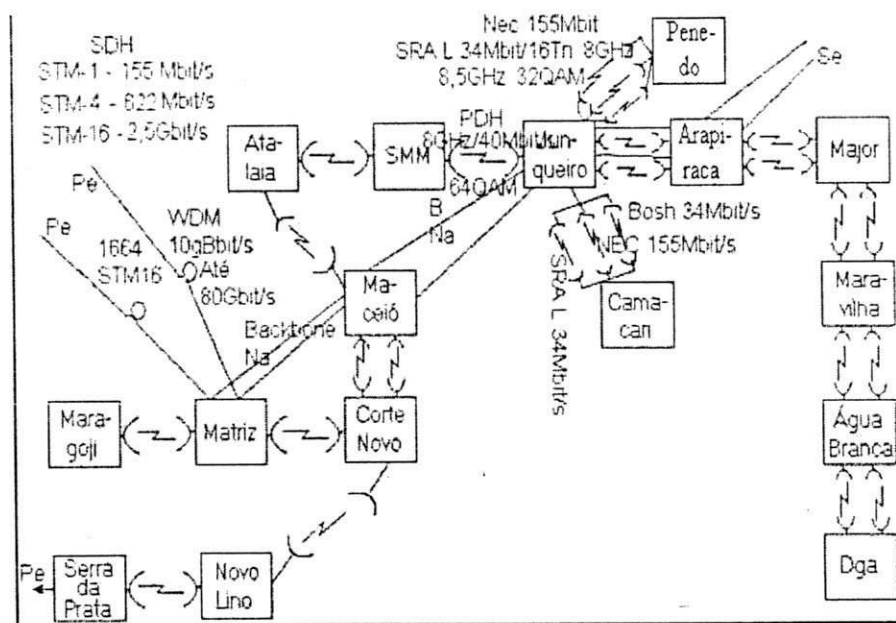 SDH
STM-1 - 155 Mbit/s
STM-4 - 622 Mbit/s
STM-16 - 2,5Gbit/s
Nec 155Mbit
SRA L 34Mbit/16Tn 8GHz
8,5GHz 32QAM
Pene-
do
Se
PDH
8GHz/40Mbit/s
64QAM
Ata-
laia
SMM
Jun-
queiro
Arapi-
raca
Major
Pe
Pe
WDM
10gBbit/s
Até
80Gbit/s
1664
STM16
B
Na
Bosh 34Mbit/s
NEC 155Mbit/s
SRA L 34Mbit/s
Ma-
ceió
Cama-
cari
Mara-
vilha
Backbone
Na
Mara-
goji
Matriz
Corte
Novo
Água
Branca
Pe
Serra
da
Prata
Novo
Lino
Dga